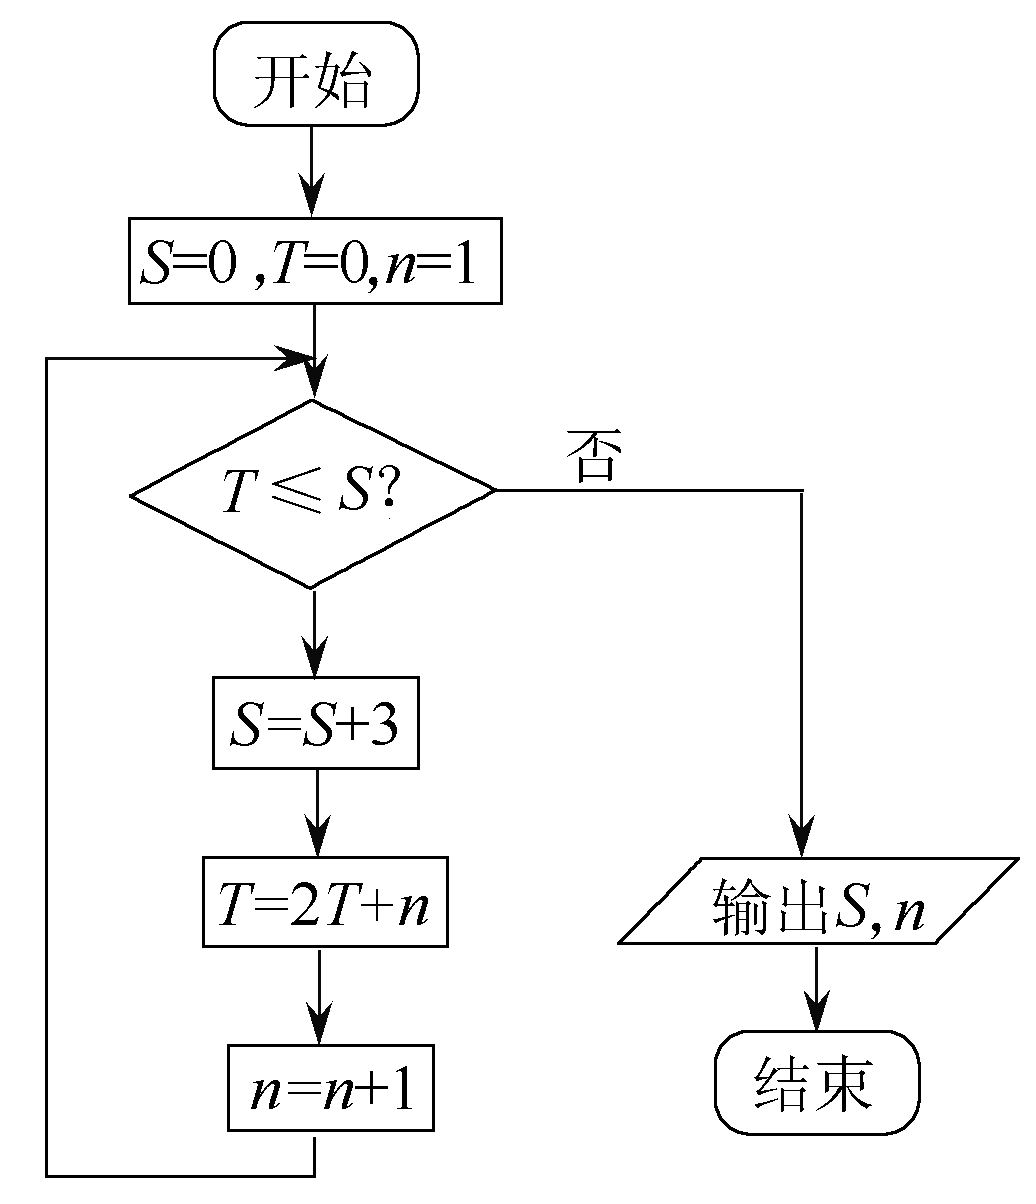 开始
S=0 ,T=0,n=1
T ≤ S?
否
S=S+3
T=2T+n
输出S,n
n=n+1
结束